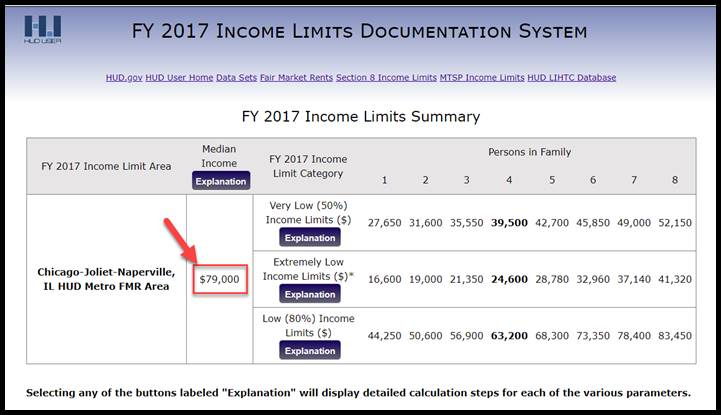 HUD USER
FY 2017 INCOME LIMITS DOCUMENTATION SYSTEM
HUD.gov HUD User Home Data Sets Fair Market Rents Section 8 Income Limits MTSP Income Limits HUD LIHTC Database
FY 2017 Income Limits Summary
FY 2017 Income Limit Area
Median
Income
Explanation
FY 2017 Income
Limit Category
Persons in Family
1 2 3 4 5 6 7 8
Chicago-Joliet-Naperville,
IL HUD Metro FMR Area
$79,000
Very Low (50%)
Income Limits ($)
Explanation
27,650 31,600 35,550 39,500 42,700 45,850 49,000 52,150
Extremely Low
Income Limits ($)*
Explanation
16,600 19,000 21,350 24,600 28,780 32,960 37,140 41,320
Low (80%) Income
Limits ($)
Explanation
44,250 50,600 56,900 63,200 68,300 73,350 78,400 83,450
Selecting any of the buttons labeled "Explanation" will display detailed calculation steps for each of the various parameters.